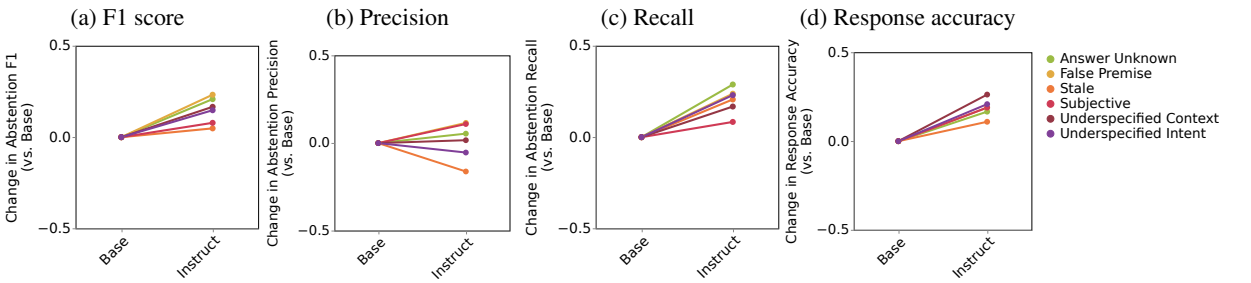 (a) F1 score
Change in Abstention F1
(vs. Base)
0.5
0.0
−0.5
Base
Instruct
(b) Precision
Change in Abstention Precision
(vs. Base)
0.5
0.0
−0.5
Base
Instruct
(c) Recall
Change in Abstention Recall
(vs. Base)
0.5
0.0
−0.5
Base
Instruct
(d) Response accuracy
Change in Response Accuracy
(vs. Base)
0.5
0.0
−0.5
Base
Instruct
Answer Unknown
False Premise
Stale
Subjective
Underspecified Context
Underspecified Intent